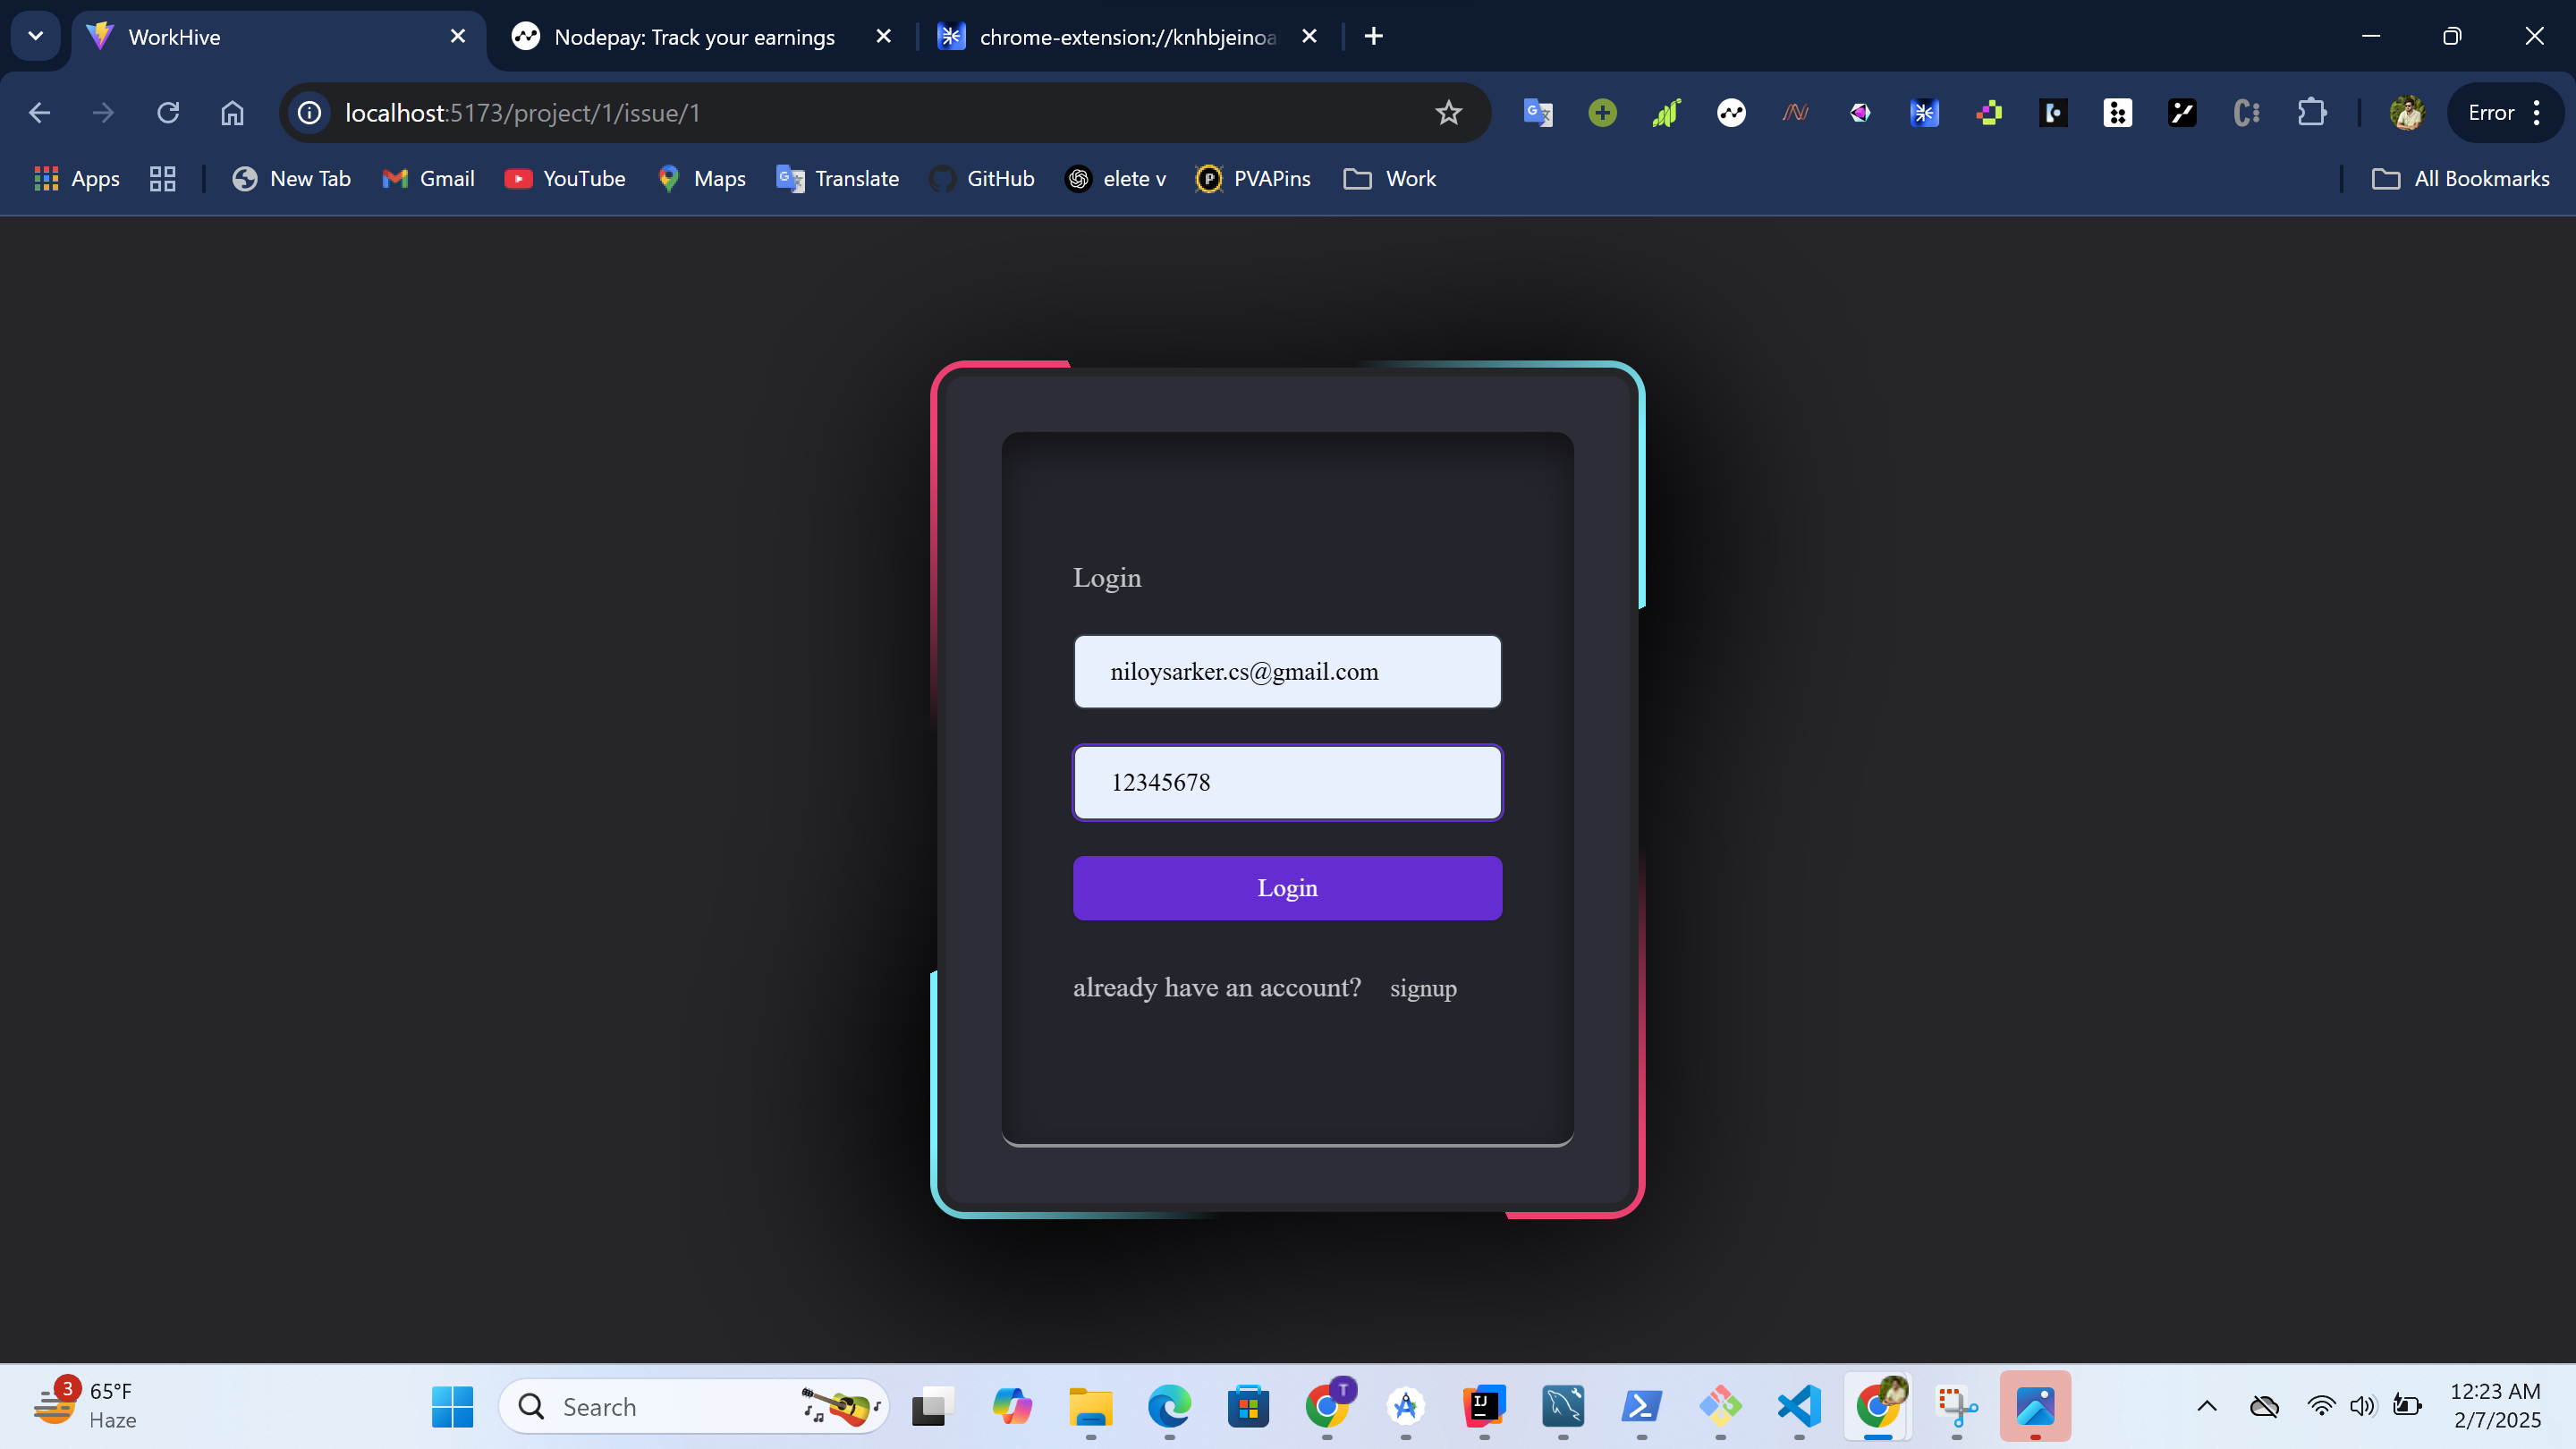 WorkHive
Nodepay: Track your earnings
chrome-extension://knhbjeinoa
localhost:5173/project/1/issue/1
Error
Apps
New Tab
Gmail
YouTube
Maps
Translate
GitHub
elete v
PVAPins
Work
All Bookmarks
Login
niloysarker.cs@gmail.com
12345678
Login
already have an account? signup
3
65°F
Haze
Search
T
12:23 AM
2/7/2025